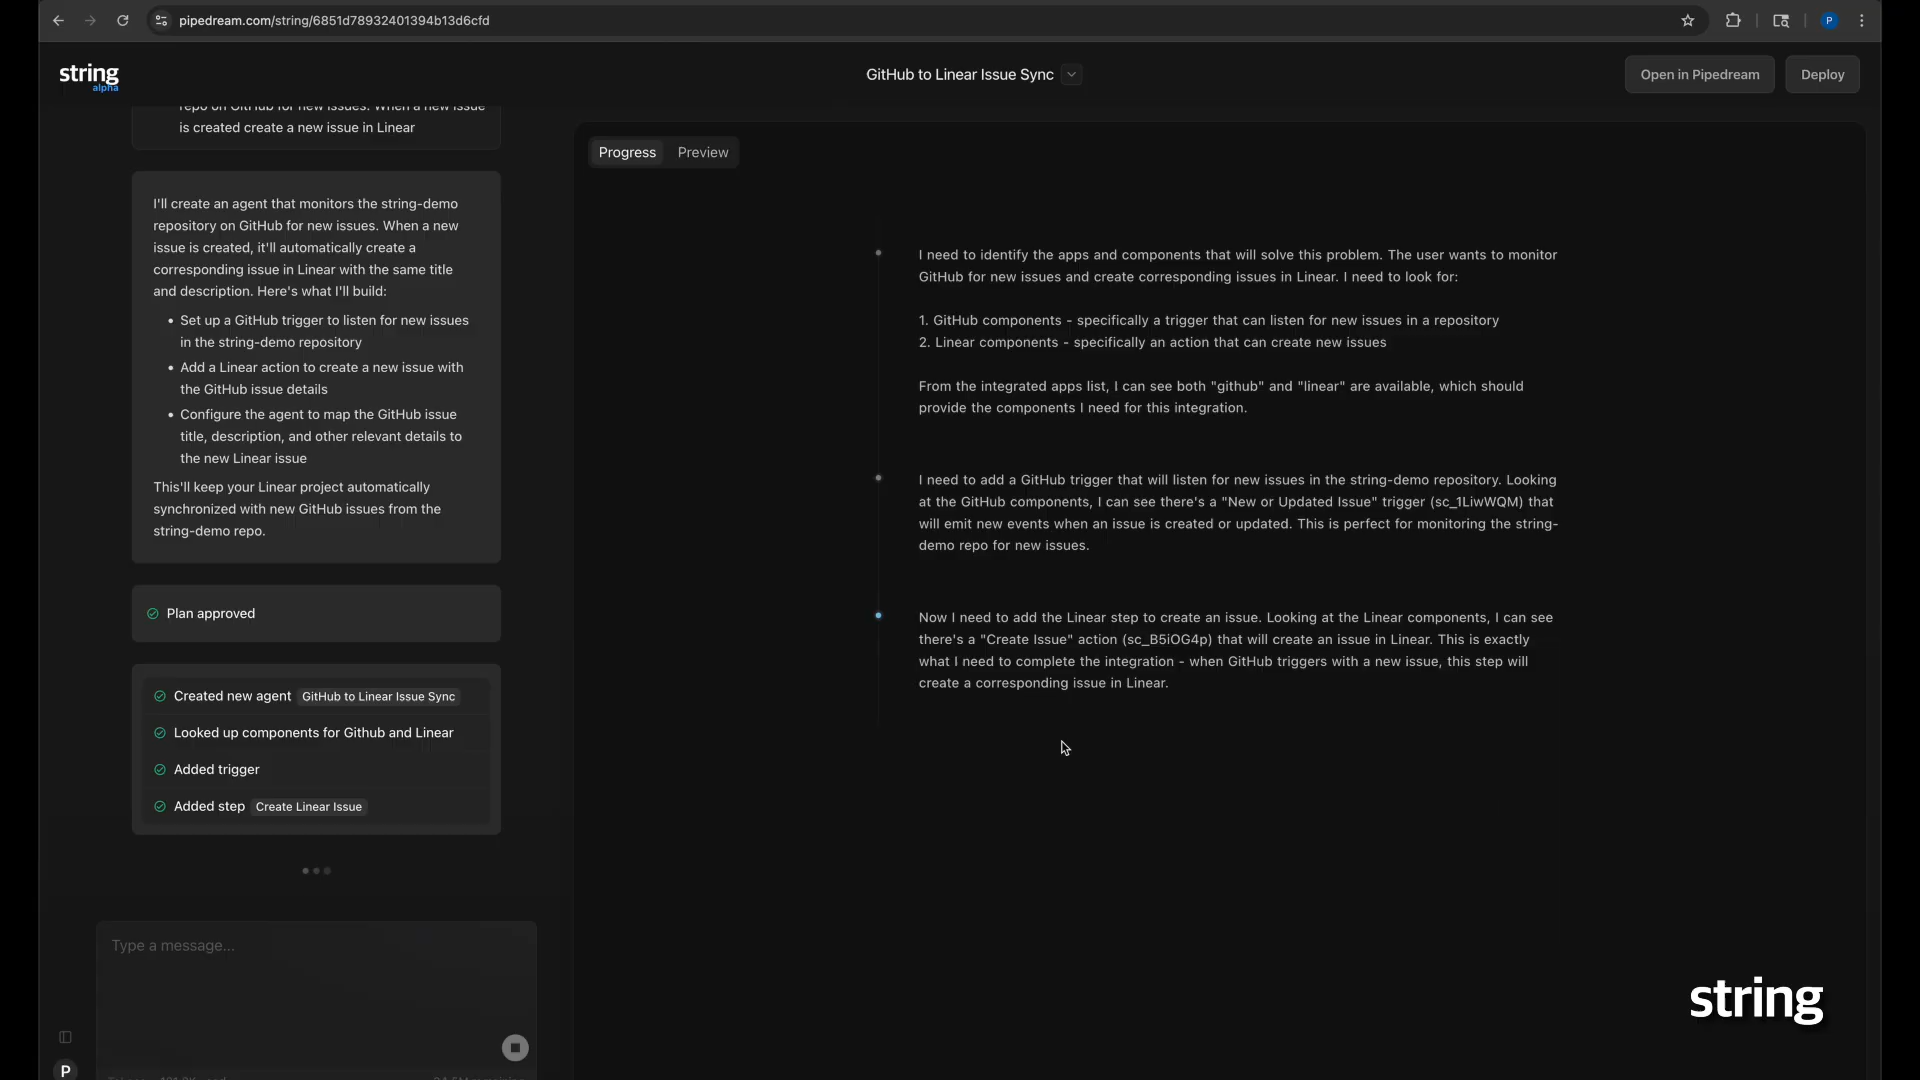 pipedream.com/string/6851d78932401394b13d6cfd
P
string
alpha
GitHub to Linear Issue Sync
Open in Pipedream
Deploy
repo on GitHub for new issues. When a new issue
is created create a new issue in Linear
I'll create an agent that monitors the string-demo
repository on GitHub for new issues. When a new
issue is created, it'll automatically create a
corresponding issue in Linear with the same title
and description. Here's what I'll build:
• Set up a GitHub trigger to listen for new issues
in the string-demo repository
• Add a Linear action to create a new issue with
the GitHub issue details
• Configure the agent to map the GitHub issue
title, description, and other relevant details to
the new Linear issue
This'll keep your Linear project automatically
synchronized with new GitHub issues from the
string-demo repo.
Plan approved
Created new agent GitHub to Linear Issue Sync
Looked up components for Github and Linear
Added trigger
Added step Create Linear Issue
Type a message...
P
Progress
Preview
I need to identify the apps and components that will solve this problem. The user wants to monitor
GitHub for new issues and create corresponding issues in Linear. I need to look for:
1. GitHub components - specifically a trigger that can listen for new issues in a repository
2. Linear components - specifically an action that can create new issues
From the integrated apps list, I can see both "github" and "linear" are available, which should
provide the components I need for this integration.
I need to add a GitHub trigger that will listen for new issues in the string-demo repository. Looking
at the GitHub components, I can see there's a "New or Updated Issue" trigger (sc_1LiwWQM) that
will emit new events when an issue is created or updated. This is perfect for monitoring the string-
demo repo for new issues.
Now I need to add the Linear step to create an issue. Looking at the Linear components, I can see
there's a "Create Issue" action (sc_B5iOG4p) that will create an issue in Linear. This is exactly
what I need to complete the integration - when GitHub triggers with a new issue, this step will
create a corresponding issue in Linear.
string